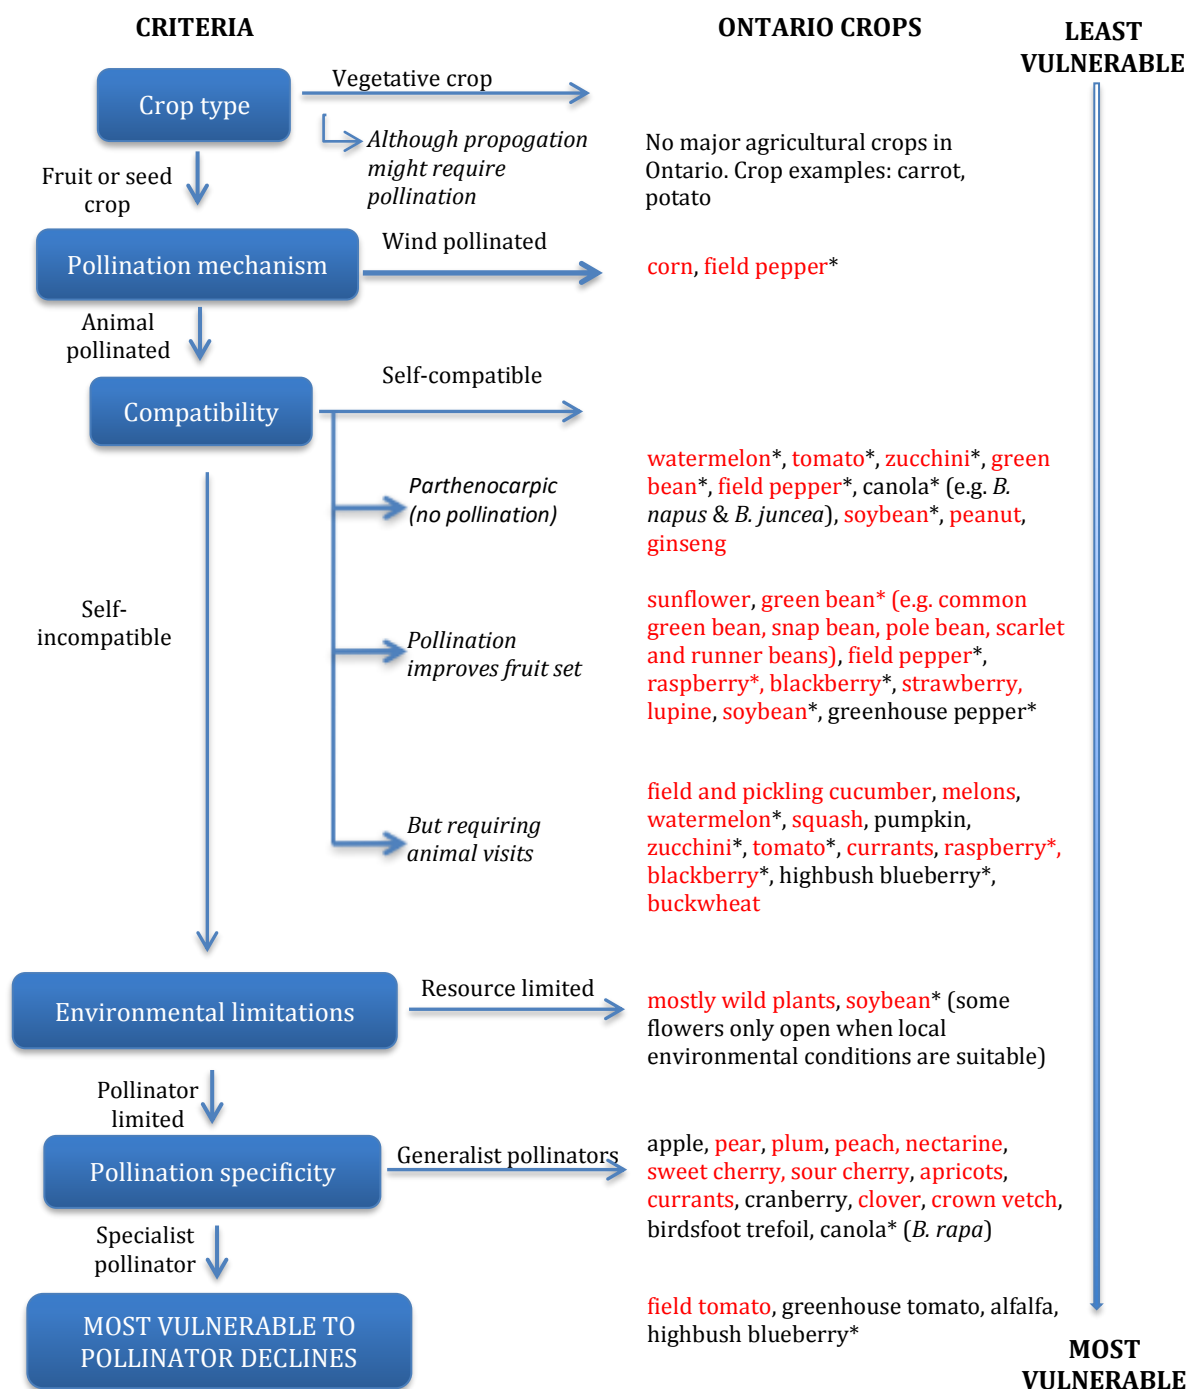 CRITERIA
ONTARIO CROPS
LEAST
VULNERABLE
Crop type
Vegetative crop
Although propogation
might require
pollination
No major agricultural crops in
Ontario. Crop examples: carrot,
potato
Fruit or seed
crop
Pollination mechanism
Wind pollinated
corn, field pepper*
Animal
pollinated
Compatibility
Self-compatible
Parthenocarpic
(no pollination)
watermelon*, tomato*, zucchini*, green
bean*, field pepper*, canola* (e.g. B.
napus & B. juncea), soybean*, peanut,
ginseng
Self-
incompatible
Pollination
improves fruit set
sunflower, green bean* (e.g. common
green bean, snap bean, pole bean, scarlet
and runner beans), field pepper*,
raspberry*, blackberry*, strawberry,
lupine, soybean*, greenhouse pepper*
But requiring
animal visits
field and pickling cucumber, melons,
watermelon*, squash, pumpkin,
zucchini*, tomato*, currants, raspberry*,
blackberry*, highbush blueberry*,
buckwheat
Environmental limitations
Resource limited
mostly wild plants, soybean* (some
flowers only open when local
environmental conditions are suitable)
Pollinator
limited
Pollination specificity
Generalist pollinators
apple, pear, plum, peach, nectarine,
sweet cherry, sour cherry, apricots,
currants, cranberry, clover, crown vetch,
birdsfoot trefoil, canola* (B. rapa)
Specialist
pollinator
MOST VULNERABLE TO
POLLINATOR DECLINES
field tomato, greenhouse tomato, alfalfa,
highbush blueberry*
MOST
VULNERABLE